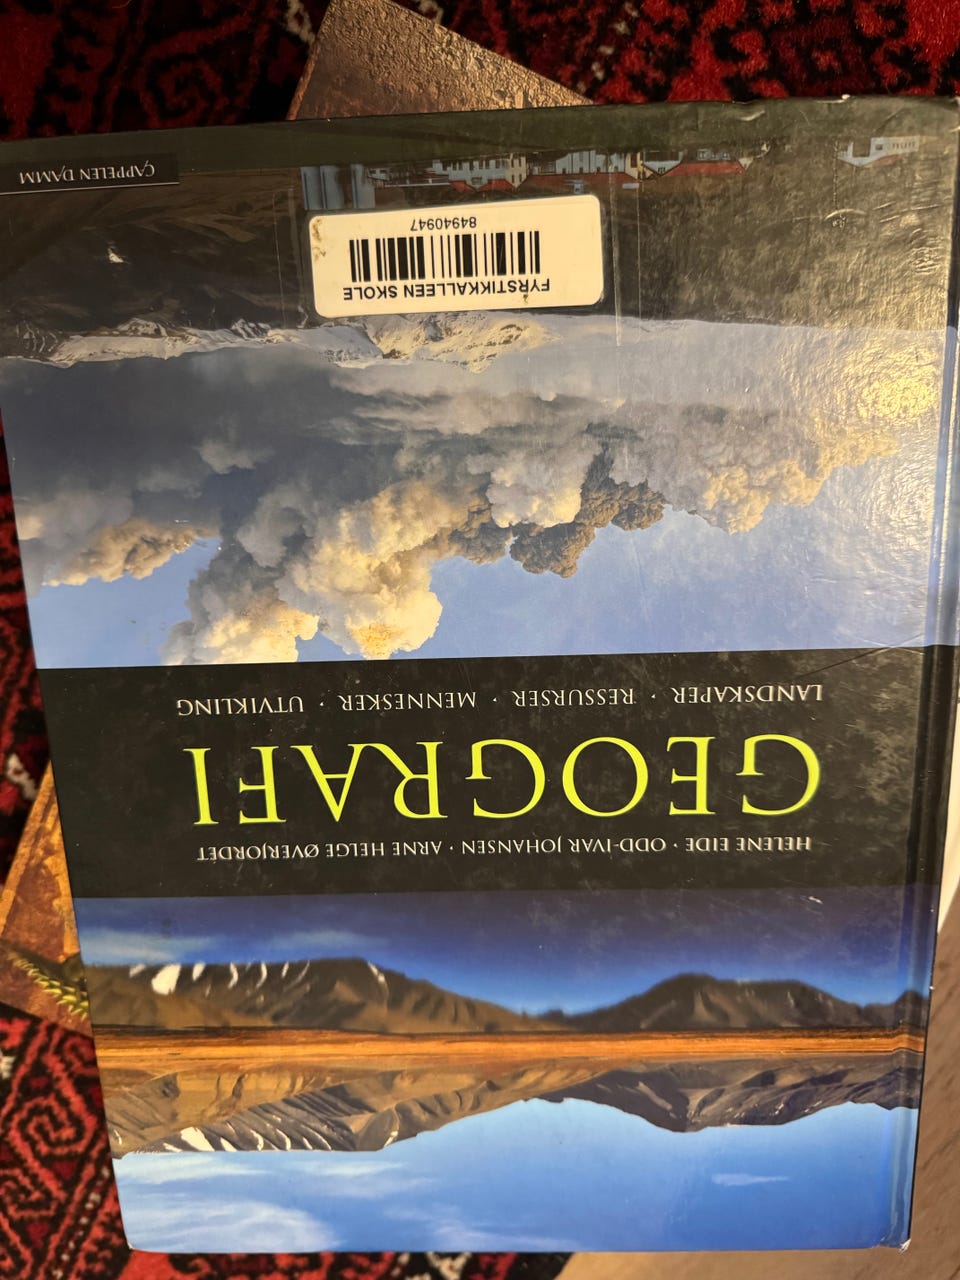 HELENE EIDE · ODD-IVAR JOHANSEN · ARNE HELGE ØVERJORDET
GEOGRAFI
LANDSKAPER · RESSURSER · MENNESKER · UTVIKLING
FYRSTIKKALLEEN SKOLE
84940947
CAPPELEN DAMM